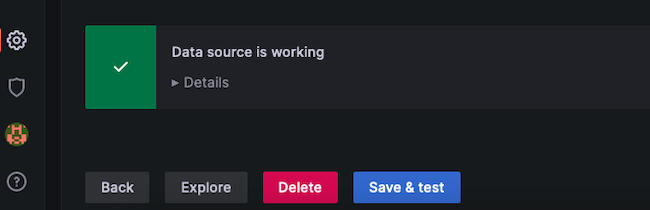 Data source is working
▸ Details
Back Explore Delete Save & test